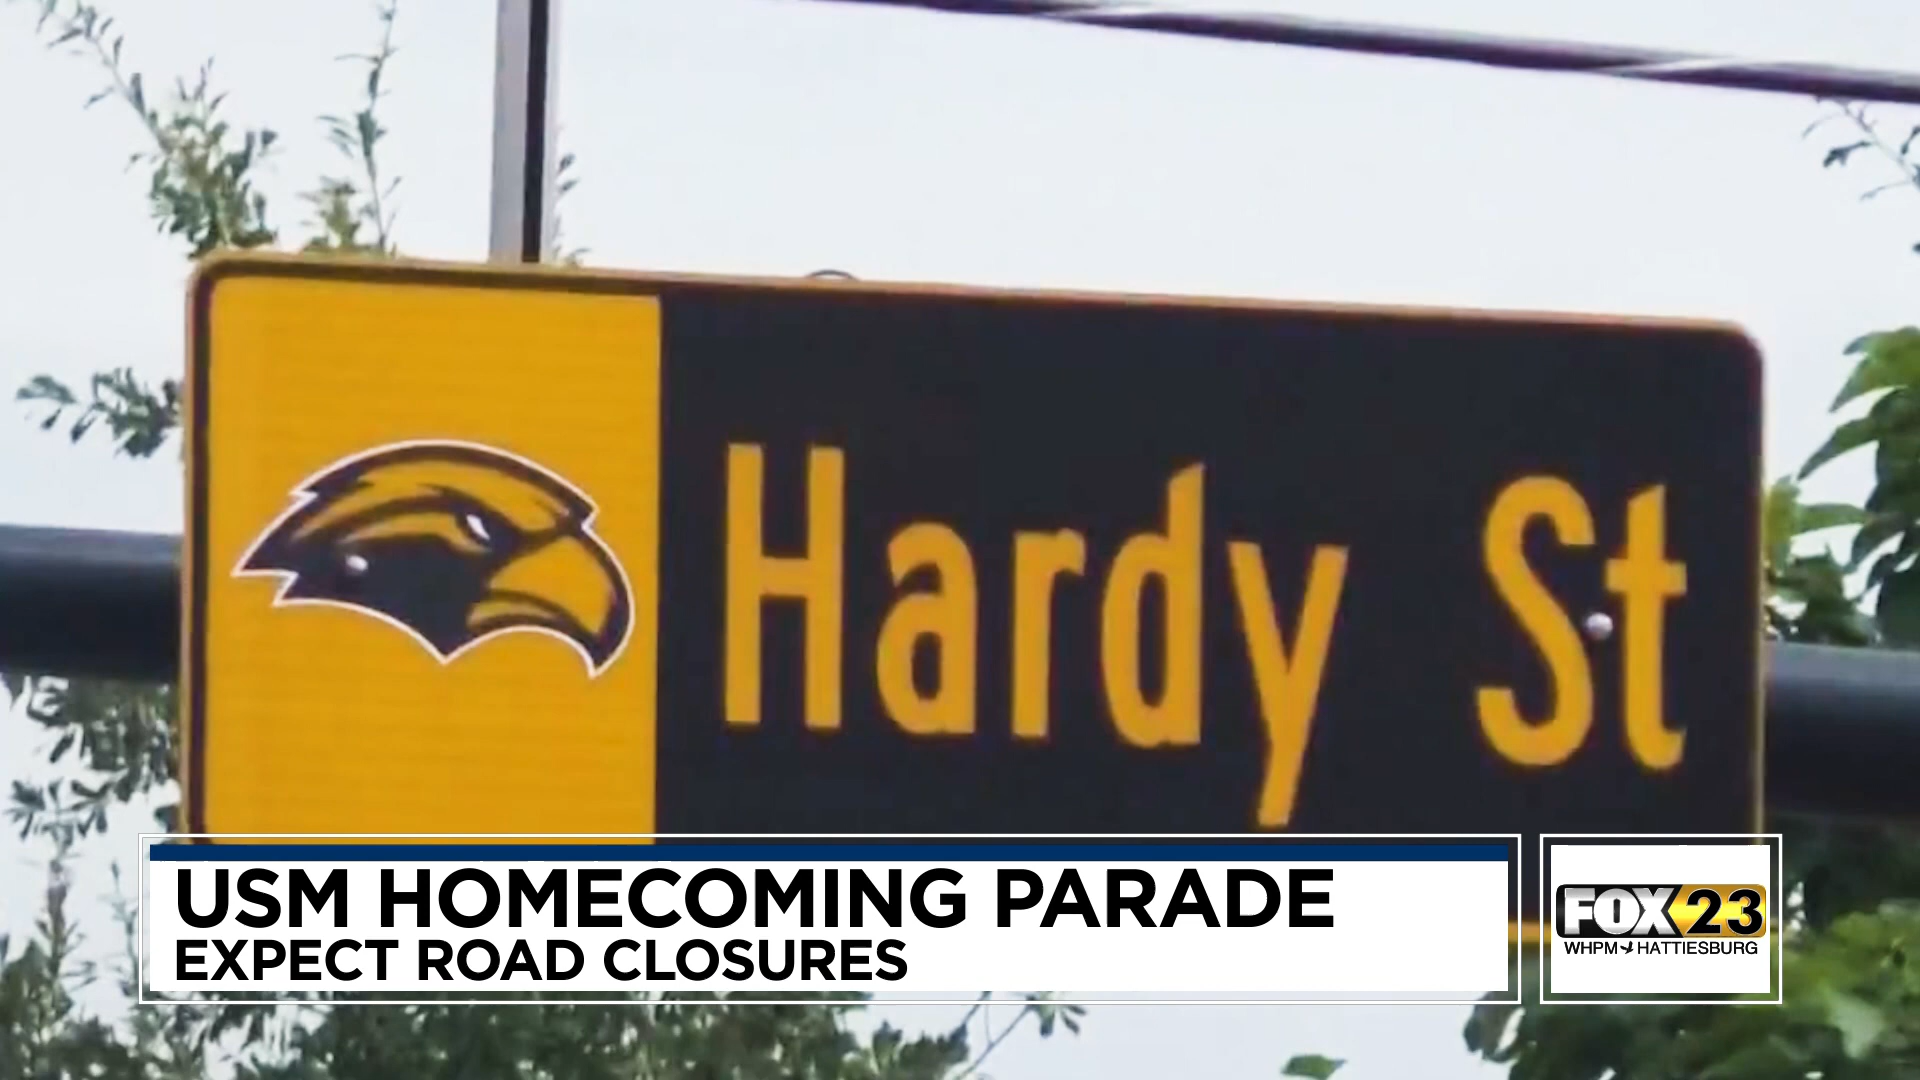 Hardy St
USM HOMECOMING PARADE
EXPECT ROAD CLOSURES
FOX 23
WHPM HATTIESBURG